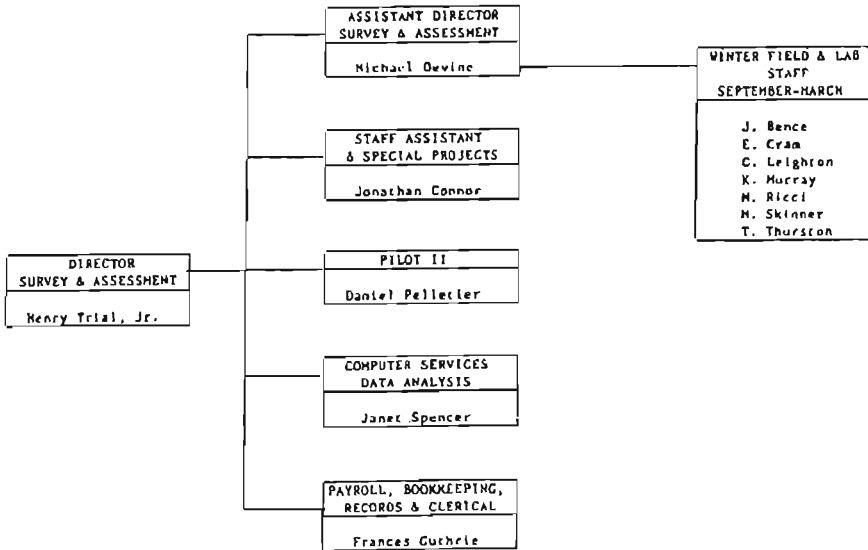 ASSISTANT DIRECTOR
SURVEY & ASSESSMENT
Michael Devine
WINTER FIELD & LAB
STAFF
SEPTEMBER-MARCH
J. Bence
E. Cram
C. Leighton
K. Murray
M. Ricci
M. Skinner
T. Thurston
STAFF ASSISTANT
& SPECIAL PROJECTS
Jonathan Connor
DIRECTOR
SURVEY & ASSESSMENT
Henry Trial, Jr.
PILOT II
Daniel Pelletier
COMPUTER SERVICES
DATA ANALYSIS
Janet Spencer
PAYROLL, BOOKKEEPING,
RECORDS & CLERICAL
Frances Guthrie